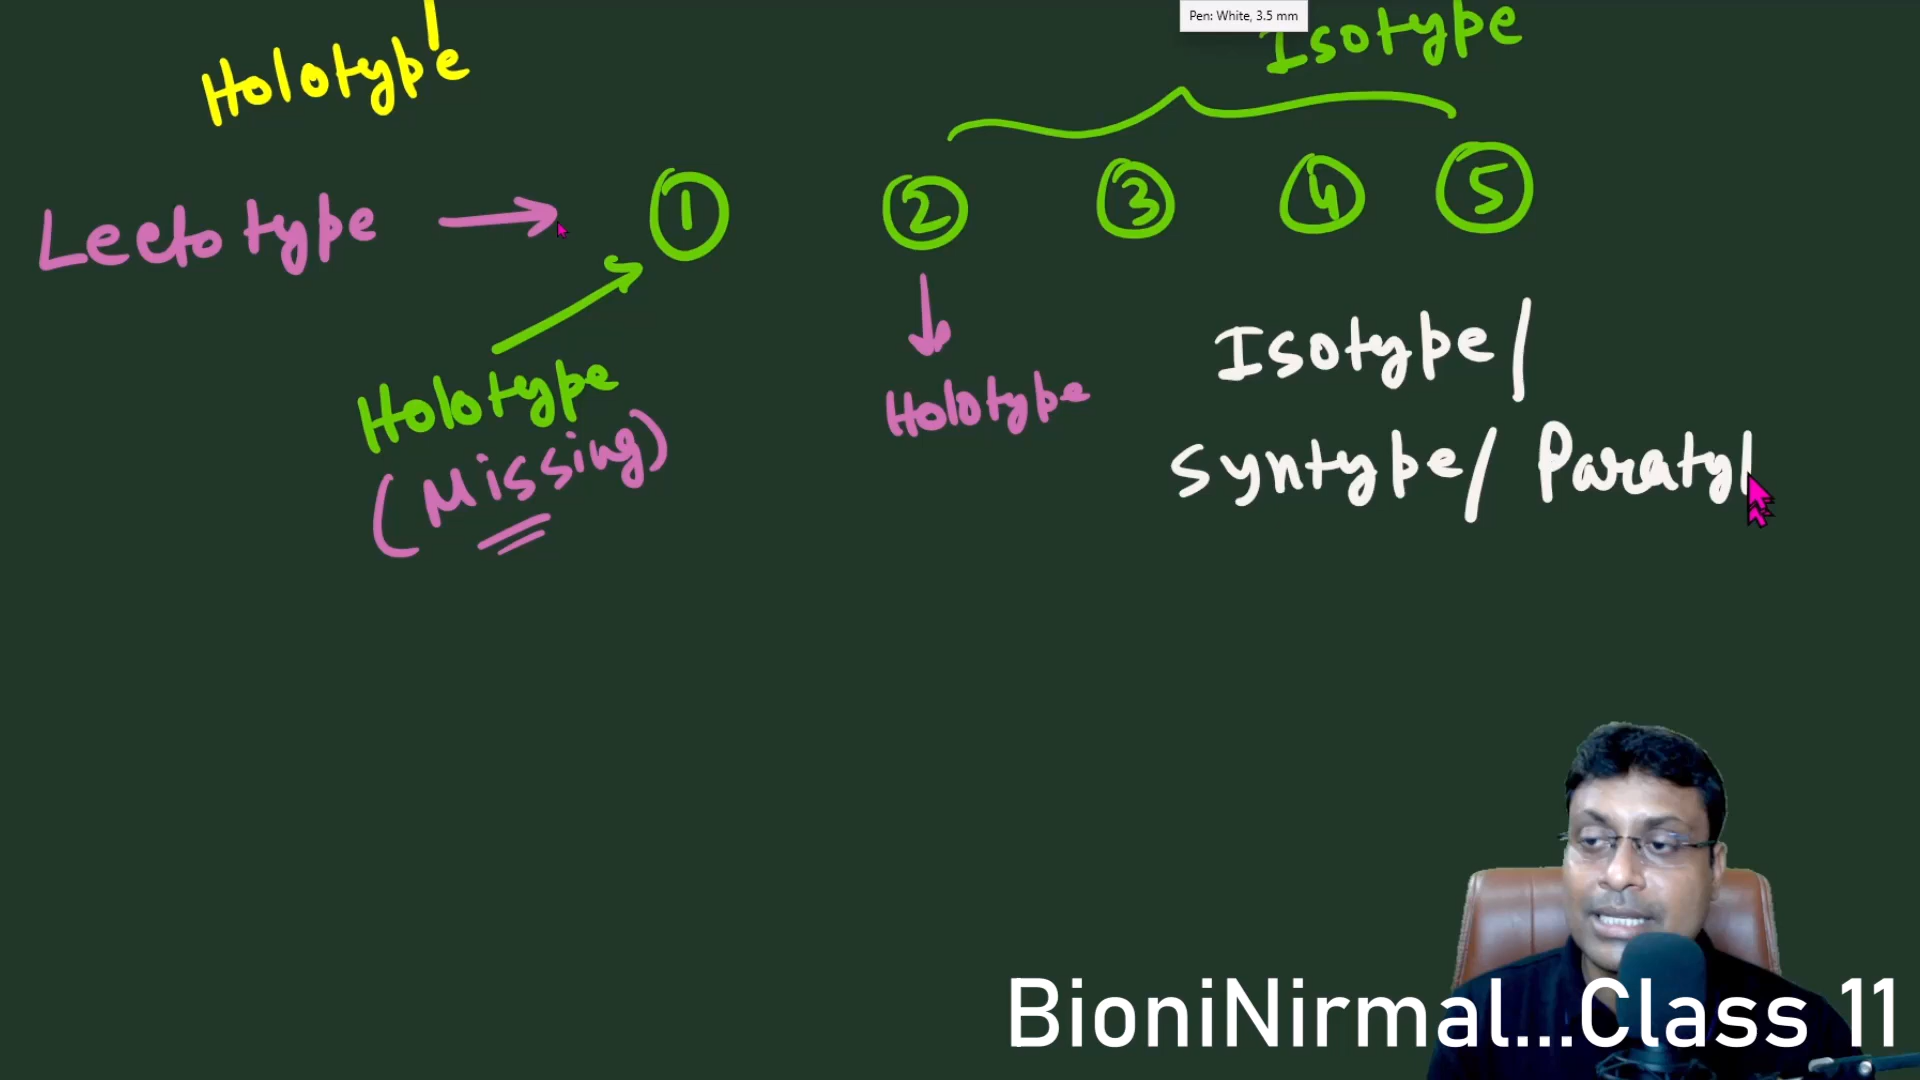 Pen: White, 3.5 mm
Holotype
Isotype
Lectotype → 1 2 3 4 5
Holotype
(Missing)
Holotype
Isotype/
Syntype/ Paratyp
BioniNirmal...Class 11